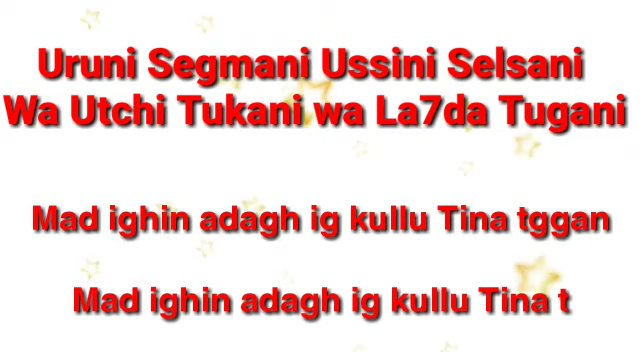 Uruni Segmani Ussini Selsani
Wa Utchi Tukani wa La7da Tugani
Mad ighin adagh ig kullu Tina tggan
Mad ighin adagh ig kullu Tina t